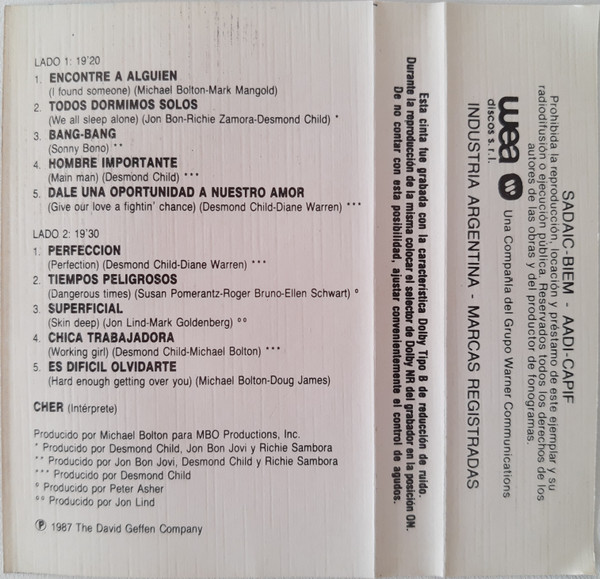 LADO 1: 19'20
1. ENCONTRE A ALGUIEN
(I found someone) (Michael Bolton-Mark Mangold)
2. TODOS DORMIMOS SOLOS
(We all sleep alone) (Jon Bon-Richie Zamora-Desmond Child) *
3. BANG-BANG
(Sonny Bono) **
4. HOMBRE IMPORTANTE
(Main man) (Desmond Child) ***
5. DALE UNA OPORTUNIDAD A NUESTRO AMOR
(Give our love a fightin' chance) (Desmond Child-Diane Warren) ***
LADO 2: 19'30
1. PERFECCION
(Perfection) (Desmond Child-Diane Warren) ***
2. TIEMPOS PELIGROSOS
(Dangerous times) (Susan Pomerantz-Roger Bruno-Ellen Schwart) °
3. SUPERFICIAL
(Skin deep) (Jon Lind-Mark Goldenberg) °°
4. CHICA TRABAJADORA
(Working girl) (Desmond Child-Michael Bolton) ***
5. ES DIFICIL OLVIDARTE
(Hard enough getting over you) (Michael Bolton-Doug James)
CHER (Intérprete)
Producido por Michael Bolton para MBO Productions, Inc.
* Producido por Desmond Child, Jon Bon Jovi y Richie Sambora
** Producido por Jon Bon Jovi, Desmond Child y Richie Sambora
*** Producido por Desmond Child
° Producido por Peter Asher
°° Producido por Jon Lind
℗ 1987 The David Geffen Company
Esta cinta fue grabada con la característica Dolby Tipo B de reducción de ruido.
Durante la reproducción de la misma colocar el selector de Dolby NR del grabador en la posición ON.
De no contar con esta posibilidad, ajustar convenientemente el control de agudos.
SADAIC-BIEM - AADI-CAPIF
Prohibida la reproducción, locación y préstamo de este ejemplar y su
radiodifusión o ejecución pública. Reservados todos los derechos de los
autores de las obras y del productor de fonogramas.
wea Una Compañía del Grupo Warner Communications
discos s.r.l.
INDUSTRIA ARGENTINA - MARCAS REGISTRADAS